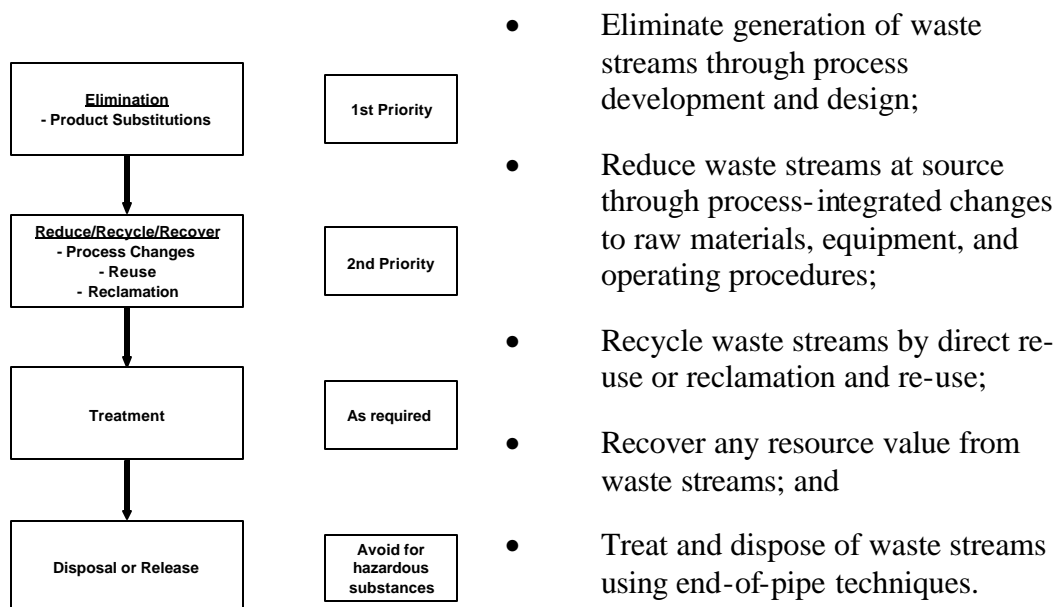 Elimination
- Product Substitutions
1st Priority
Reduce/Recycle/Recover
- Process Changes
- Reuse
- Reclamation
2nd Priority
Treatment
As required
Disposal or Release
Avoid for
hazardous
substances
• Eliminate generation of waste
streams through process
development and design;
• Reduce waste streams at source
through process-integrated changes
to raw materials, equipment, and
operating procedures;
• Recycle waste streams by direct re-
use or reclamation and re-use;
• Recover any resource value from
waste streams; and
• Treat and dispose of waste streams
using end-of-pipe techniques.